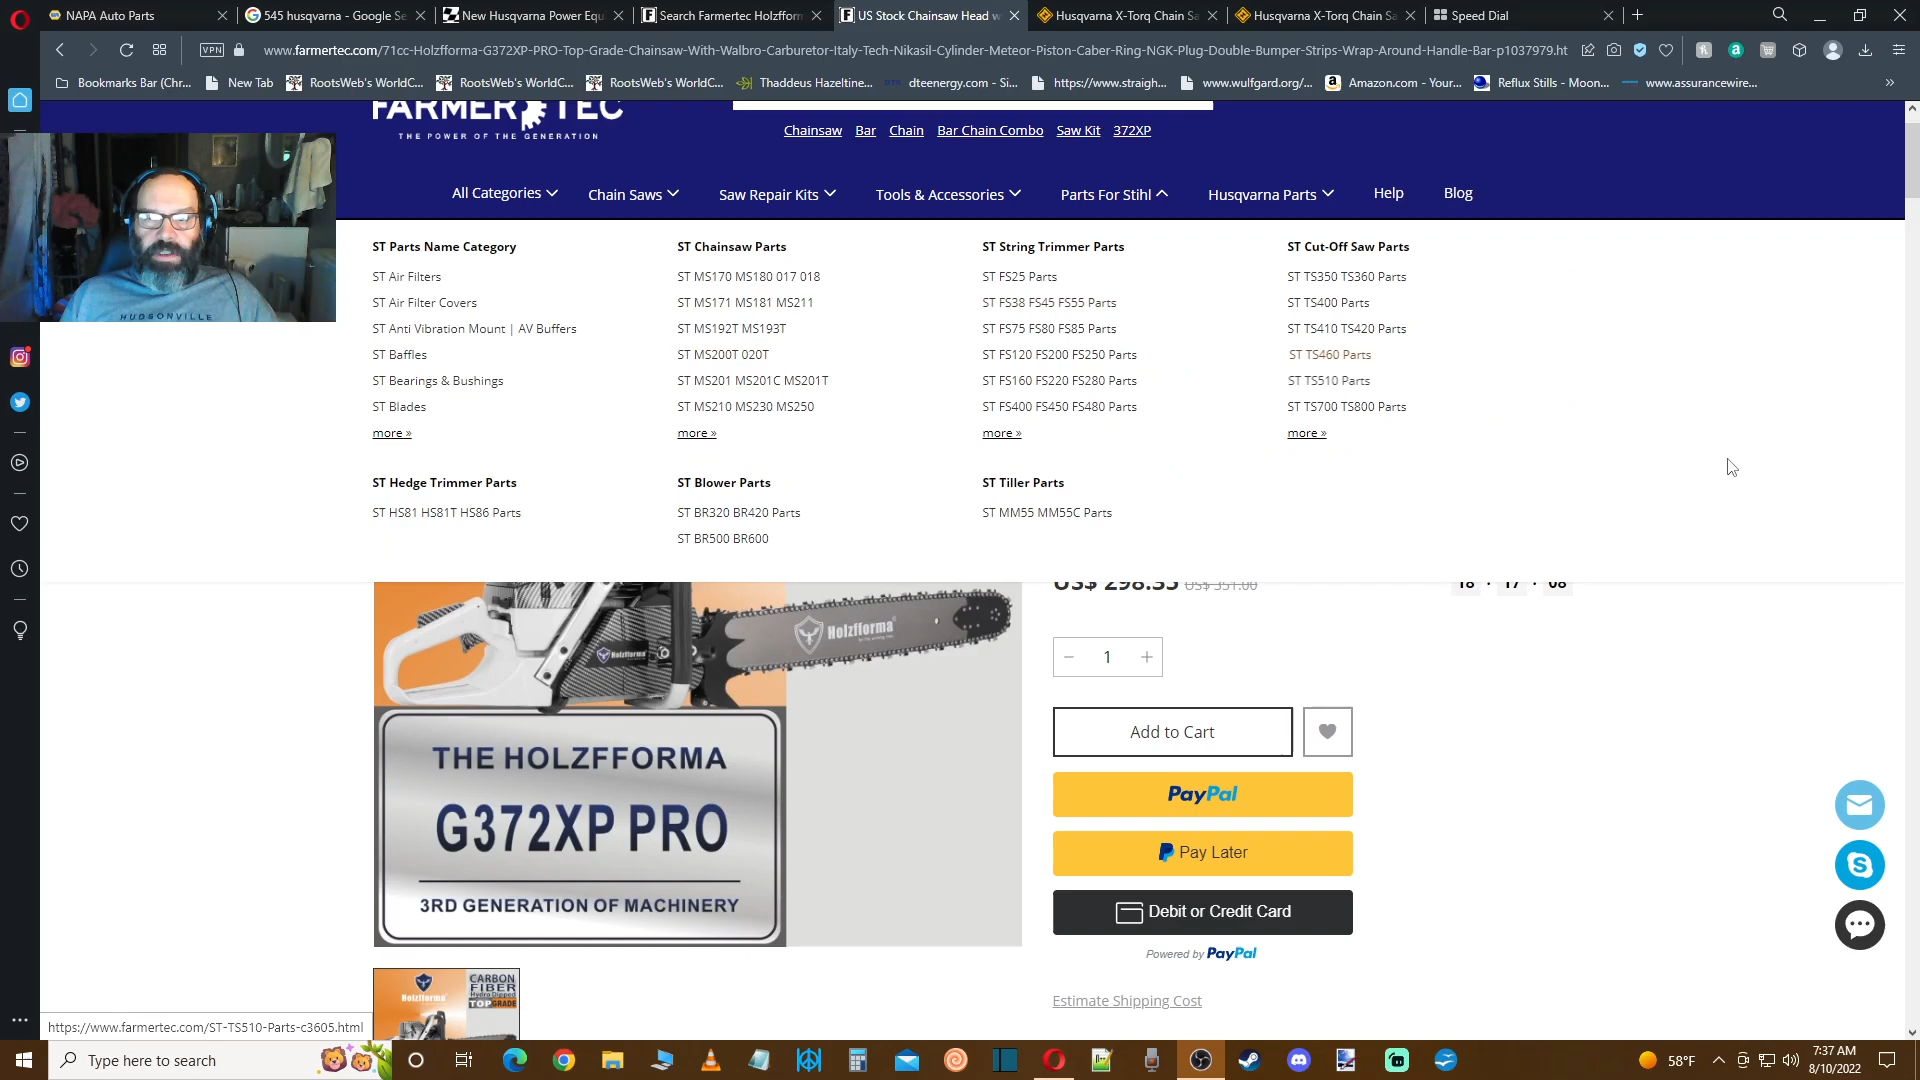 NAPA Auto Parts
545 husqvarna - Google Se
New Husqvarna Power Equi
Search Farmertec Holzfform
US Stock Chainsaw Head w
Husqvarna X-Torq Chain Sa
Husqvarna X-Torq Chain Sa
Speed Dial
VPN
www.farmertec.com/71cc-Holzfforma-G372XP-PRO-Top-Grade-Chainsaw-With-Walbro-Carburetor-Italy-Tech-Nikasil-Cylinder-Meteor-Piston-Caber-Ring-NGK-Plug-Double-Bumper-Strips-Wrap-Around-Handle-Bar-p1037979.ht
Bookmarks Bar (Chr...
New Tab
RootsWeb's WorldC...
RootsWeb's WorldC...
RootsWeb's WorldC...
Thaddeus Hazeltine...
dteenergy.com - Si...
https://www.straigh...
www.wulfgard.org/...
Amazon.com - Your...
Reflux Stills - Moon...
www.assurancewire...
FARMERTEC
THE POWER OF THE GENERATION
Chainsaw Bar Chain Bar Chain Combo Saw Kit 372XP
All Categories
Chain Saws
Saw Repair Kits
Tools & Accessories
Parts For Stihl
Husqvarna Parts
Help
Blog
HUDSONVILLE
ST Parts Name Category
ST Air Filters
ST Air Filter Covers
ST Anti Vibration Mount | AV Buffers
ST Baffles
ST Bearings & Bushings
ST Blades
more »
ST Chainsaw Parts
ST MS170 MS180 017 018
ST MS171 MS181 MS211
ST MS192T MS193T
ST MS200T 020T
ST MS201 MS201C MS201T
ST MS210 MS230 MS250
more »
ST String Trimmer Parts
ST FS25 Parts
ST FS38 FS45 FS55 Parts
ST FS75 FS80 FS85 Parts
ST FS120 FS200 FS250 Parts
ST FS160 FS220 FS280 Parts
ST FS400 FS450 FS480 Parts
more »
ST Cut-Off Saw Parts
ST TS350 TS360 Parts
ST TS400 Parts
ST TS410 TS420 Parts
ST TS460 Parts
ST TS510 Parts
ST TS700 TS800 Parts
more »
ST Hedge Trimmer Parts
ST HS81 HS81T HS86 Parts
ST Blower Parts
ST BR320 BR420 Parts
ST BR500 BR600
ST Tiller Parts
ST MM55 MM55C Parts
US$ 298.35 US$ 351.00
18 : 17 : 08
Holzfforma
Holzfforma
THE HOLZFFORMA
G372XP PRO
3RD GENERATION OF MACHINERY
- 1 +
Add to Cart
PayPal
Pay Later
Debit or Credit Card
Powered by PayPal
Estimate Shipping Cost
Holzfforma
CARBON
FIBER
TOP GRADE
https://www.farmertec.com/ST-TS510-Parts-c3605.html
Type here to search
58°F
7:37 AM
8/10/2022